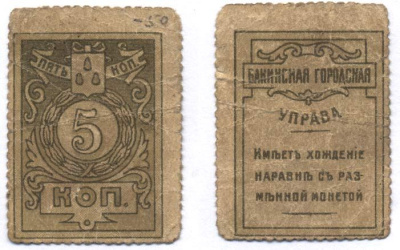 -50
ПЯТЬ КОП.
5
КОП.
БАКИНСКАЯ ГОРОДСКАЯ
УПРАВА
Имѣетъ хожденіе
наравнѣ съ раз-
мѣнной монетой